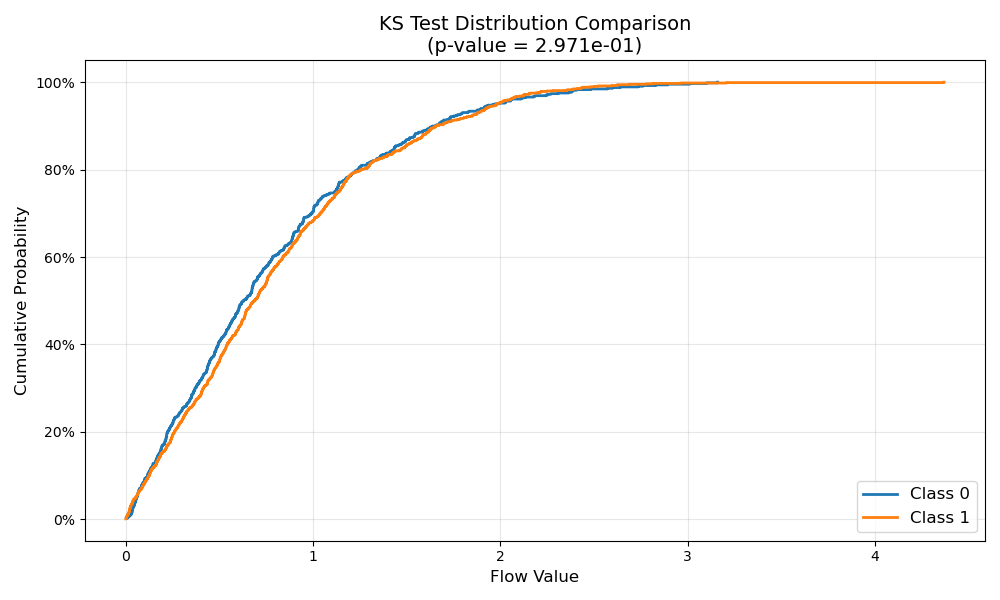 KS Test Distribution Comparison
(p-value = 2.971e-01)
100%
80%
60%
40%
20%
0%
Cumulative Probability
0
1
2
3
4
Flow Value
Class 0
Class 1